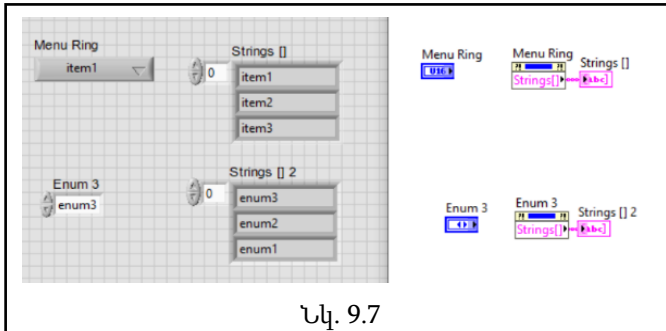 Menu Ring
item1
Strings []
0
item1
item2
item3
Enum 3
enum3
Strings [] 2
0
enum3
enum2
enum1
Menu Ring
U16
Menu Ring
Strings []
Strings[]
abc
Enum 3
Enum 3
Strings [] 2
Strings[]
abc
Նկ. 9.7